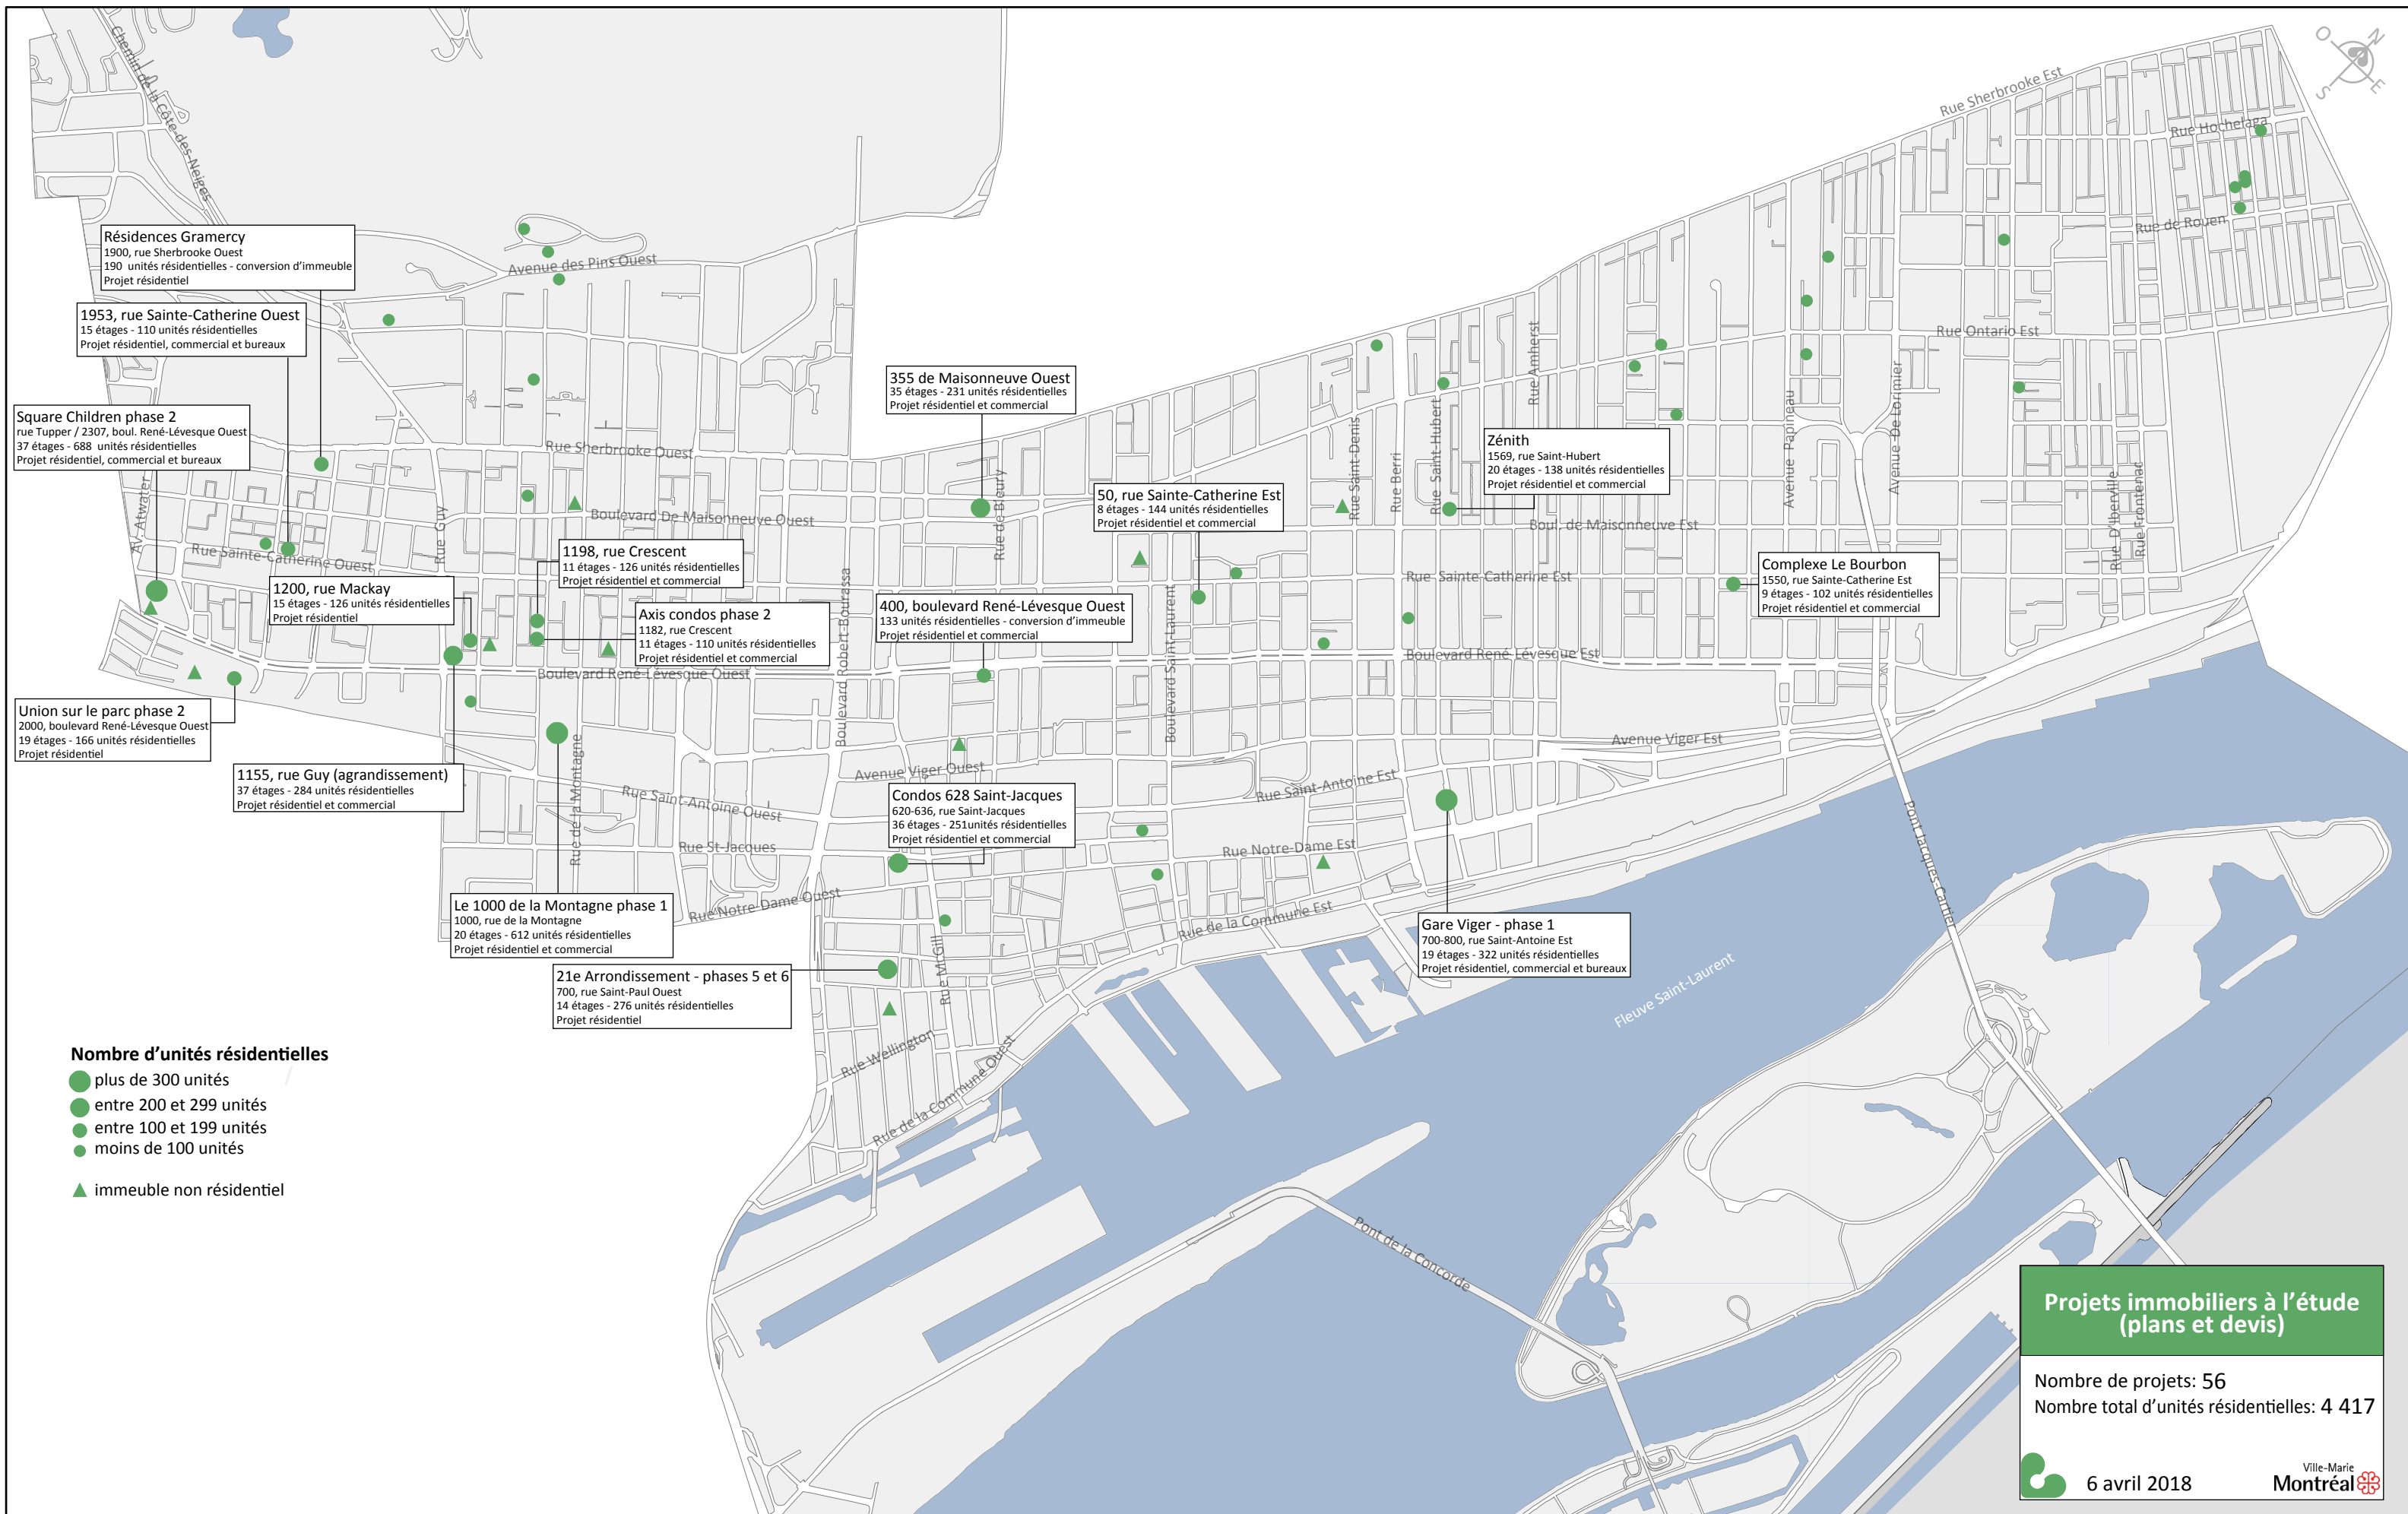 Chemin de la Côte-des-Neiges
O
N
S
E
Rue Sherbrooke Est
Rue Hochelaga
Rue de Rouen
Résidences Gramercy
1900, rue Sherbrooke Ouest
190 unités résidentielles - conversion d'immeuble
Projet résidentiel
Avenue des Pins Ouest
1953, rue Sainte-Catherine Ouest
15 étages - 110 unités résidentielles
Projet résidentiel, commercial et bureaux
Rue Ontario Est
355 de Maisonneuve Ouest
35 étages - 231 unités résidentielles
Projet résidentiel et commercial
Rue Amherst
Square Children phase 2
rue Tupper / 2307, boul. René-Lévesque Ouest
37 étages - 688 unités résidentielles
Projet résidentiel, commercial et bureaux
Rue Sherbrooke Ouest
Rue Saint-Denis
Rue Berri
Rue Saint-Hubert
Zénith
1569, rue Saint-Hubert
20 étages - 138 unités résidentielles
Projet résidentiel et commercial
Avenue Papineau
Avenue De Lorimier
Av. Atwater
Rue Guy
Boulevard De Maisonneuve Ouest
Rue de Bleury
50, rue Sainte-Catherine Est
8 étages - 144 unités résidentielles
Projet résidentiel et commercial
Boul. de Maisonneuve Est
Rue D'Iberville
Rue Frontenac
Rue Sainte-Catherine Ouest
1198, rue Crescent
11 étages - 126 unités résidentielles
Projet résidentiel et commercial
Rue Sainte Catherine Est
Complexe Le Bourbon
1550, rue Sainte-Catherine Est
9 étages - 102 unités résidentielles
Projet résidentiel et commercial
1200, rue Mackay
15 étages - 126 unités résidentielles
Projet résidentiel
Axis condos phase 2
1182, rue Crescent
11 étages - 110 unités résidentielles
Projet résidentiel et commercial
Boulevard Robert-Bourassa
400, boulevard René-Lévesque Ouest
133 unités résidentielles - conversion d'immeuble
Projet résidentiel et commercial
Boulevard Saint-Laurent
Boulevard René-Lévesque Est
Boulevard René-Lévesque Ouest
Union sur le parc phase 2
2000, boulevard René-Lévesque Ouest
19 étages - 166 unités résidentielles
Projet résidentiel
Avenue Viger Est
1155, rue Guy (agrandissement)
37 étages - 284 unités résidentielles
Projet résidentiel et commercial
Rue de la Montagne
Rue Saint-Antoine Ouest
Avenue Viger Ouest
Rue Saint-Antoine Est
Condos 628 Saint-Jacques
620-636, rue Saint-Jacques
36 étages - 251unités résidentielles
Projet résidentiel et commercial
Rue St-Jacques
Rue Notre-Dame Est
Pont Jacques-Cartier
Le 1000 de la Montagne phase 1
1000, rue de la Montagne
20 étages - 612 unités résidentielles
Projet résidentiel et commercial
Rue Notre-Dame Ouest
Rue de la Commune Est
Gare Viger - phase 1
700-800, rue Saint-Antoine Est
19 étages - 322 unités résidentielles
Projet résidentiel, commercial et bureaux
Rue McGill
21e Arrondissement - phases 5 et 6
700, rue Saint-Paul Ouest
14 étages - 276 unités résidentielles
Projet résidentiel
Fleuve Saint-Laurent
Rue Wellington
Rue de la Commune Ouest
Nombre d'unités résidentielles
plus de 300 unités
entre 200 et 299 unités
entre 100 et 199 unités
moins de 100 unités
immeuble non résidentiel
Pont de la Concorde
Projets immobiliers à l'étude
(plans et devis)
Nombre de projets: 56
Nombre total d'unités résidentielles: 4 417
6 avril 2018
Ville-Marie
Montréal